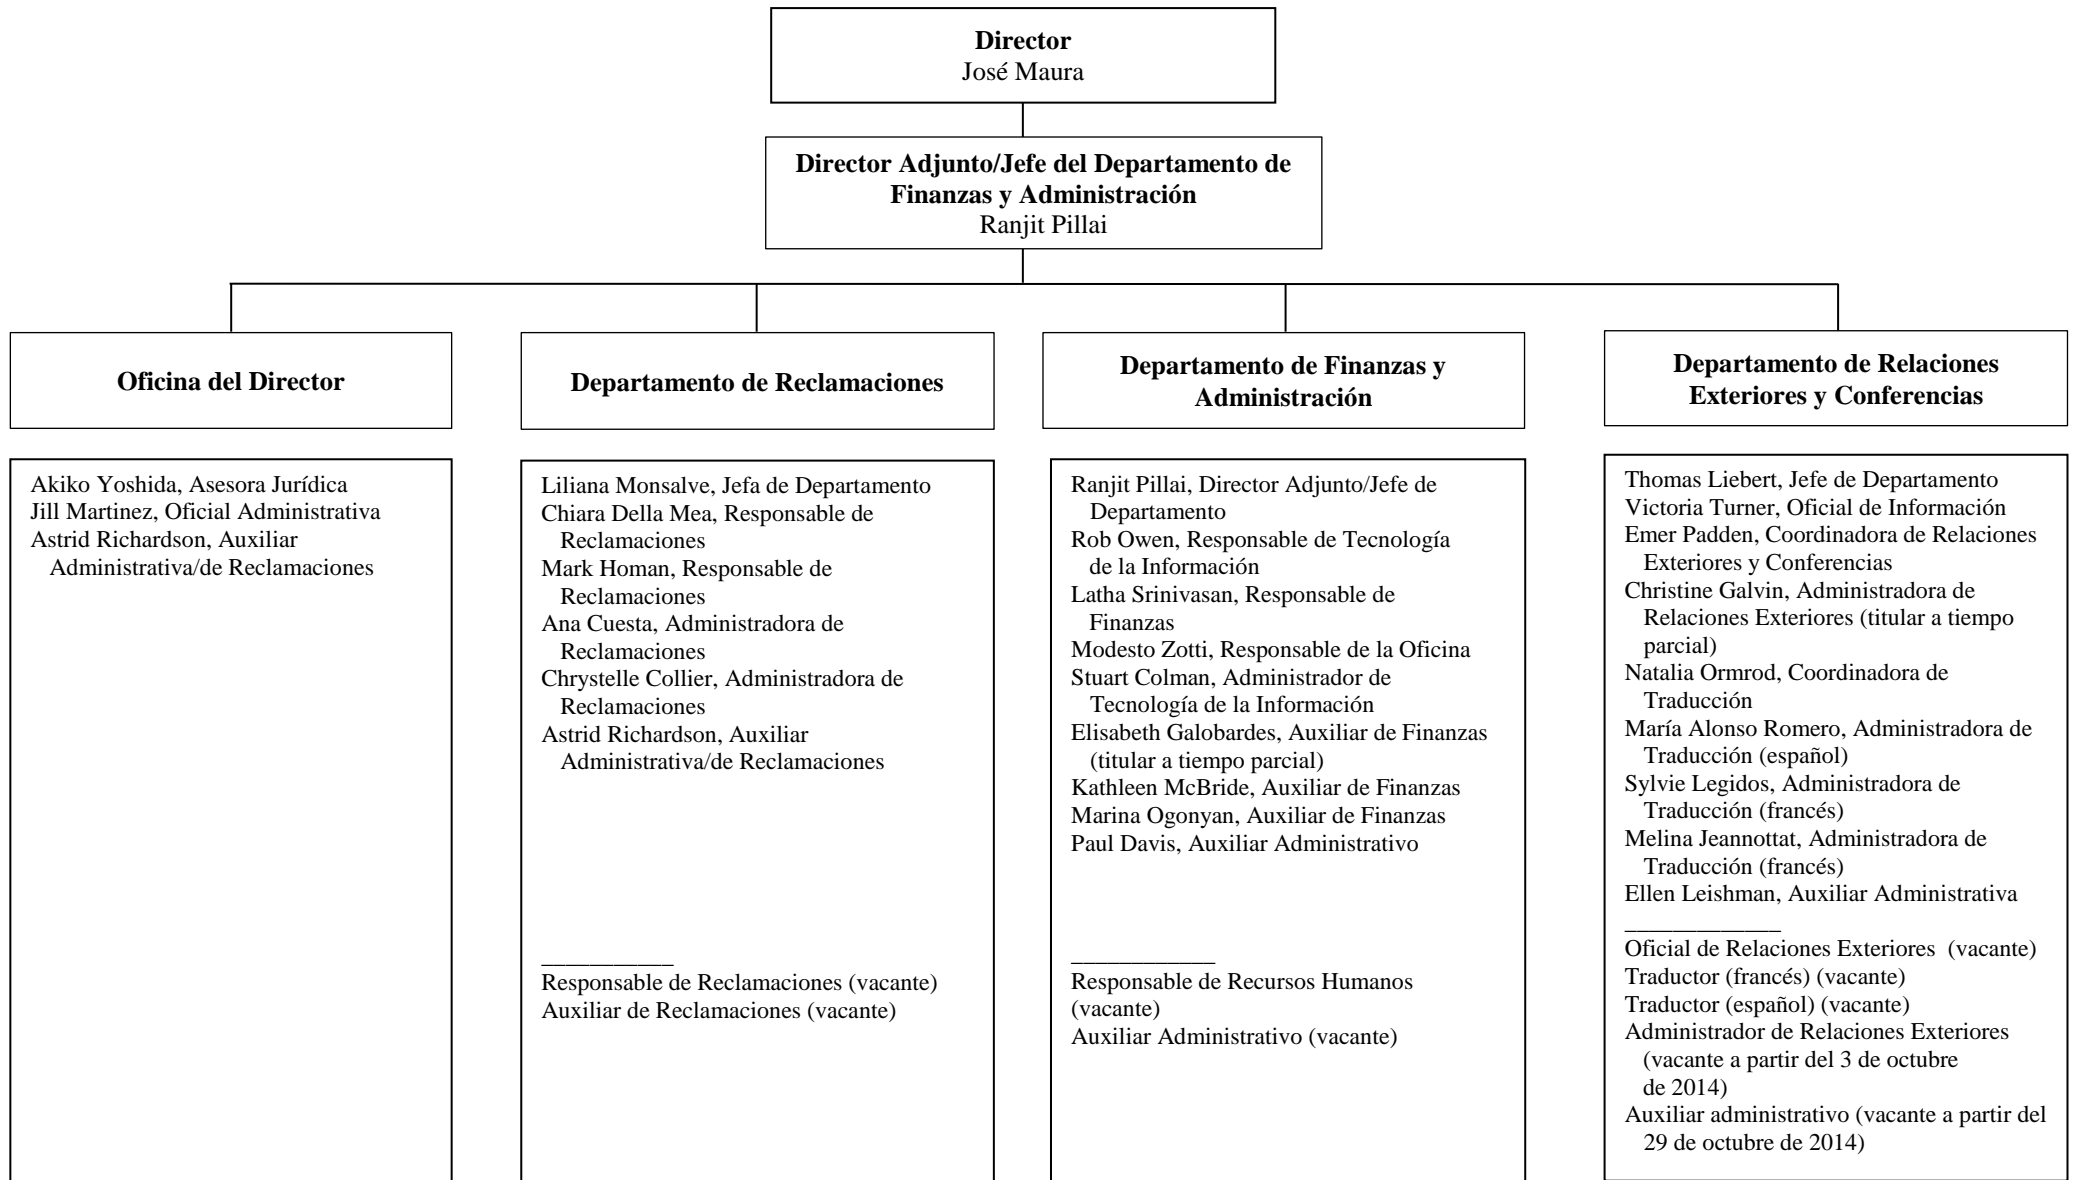 Director
José Maura
Director Adjunto/Jefe del Departamento de
Finanzas y Administración
Ranjit Pillai
Oficina del Director
Departamento de Reclamaciones
Departamento de Finanzas y
Administración
Departamento de Relaciones
Exteriores y Conferencias
Akiko Yoshida, Asesora Jurídica
Jill Martinez, Oficial Administrativa
Astrid Richardson, Auxiliar
Administrativa/de Reclamaciones
Liliana Monsalve, Jefa de Departamento
Chiara Della Mea, Responsable de
Reclamaciones
Mark Homan, Responsable de
Reclamaciones
Ana Cuesta, Administradora de
Reclamaciones
Chrystelle Collier, Administradora de
Reclamaciones
Astrid Richardson, Auxiliar
Administrativa/de Reclamaciones
Responsable de Reclamaciones (vacante)
Auxiliar de Reclamaciones (vacante)
Ranjit Pillai, Director Adjunto/Jefe de
Departamento
Rob Owen, Responsable de Tecnología
de la Información
Latha Srinivasan, Responsable de
Finanzas
Modesto Zotti, Responsable de la Oficina
Stuart Colman, Administrador de
Tecnología de la Información
Elisabeth Galobardes, Auxiliar de Finanzas
(titular a tiempo parcial)
Kathleen McBride, Auxiliar de Finanzas
Marina Ogonyan, Auxiliar de Finanzas
Paul Davis, Auxiliar Administrativo
Responsable de Recursos Humanos
(vacante)
Auxiliar Administrativo (vacante)
Thomas Liebert, Jefe de Departamento
Victoria Turner, Oficial de Información
Emer Padden, Coordinadora de Relaciones
Exteriores y Conferencias
Christine Galvin, Administradora de
Relaciones Exteriores (titular a tiempo
parcial)
Natalia Ormrod, Coordinadora de
Traducción
María Alonso Romero, Administradora de
Traducción (español)
Sylvie Legidos, Administradora de
Traducción (francés)
Melina Jeannottat, Administradora de
Traducción (francés)
Ellen Leishman, Auxiliar Administrativa
Oficial de Relaciones Exteriores (vacante)
Traductor (francés) (vacante)
Traductor (español) (vacante)
Administrador de Relaciones Exteriores
(vacante a partir del 3 de octubre
de 2014)
Auxiliar administrativo (vacante a partir del
29 de octubre de 2014)